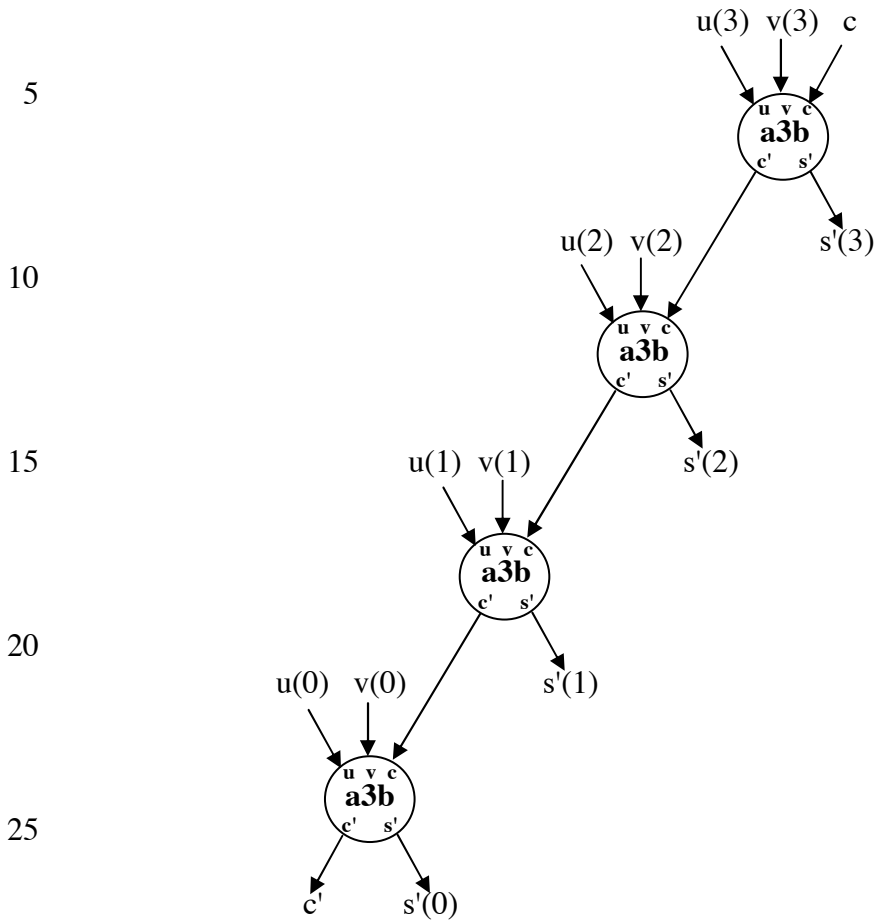 u(3) v(3) c
5
u v c
a3b
c' s'
s'(3)
u(2) v(2)
10
u v c
a3b
c' s'
15
u(1) v(1)
s'(2)
u v c
a3b
c' s'
20
u(0) v(0)
s'(1)
u v c
a3b
c' s'
25
c' s'(0)